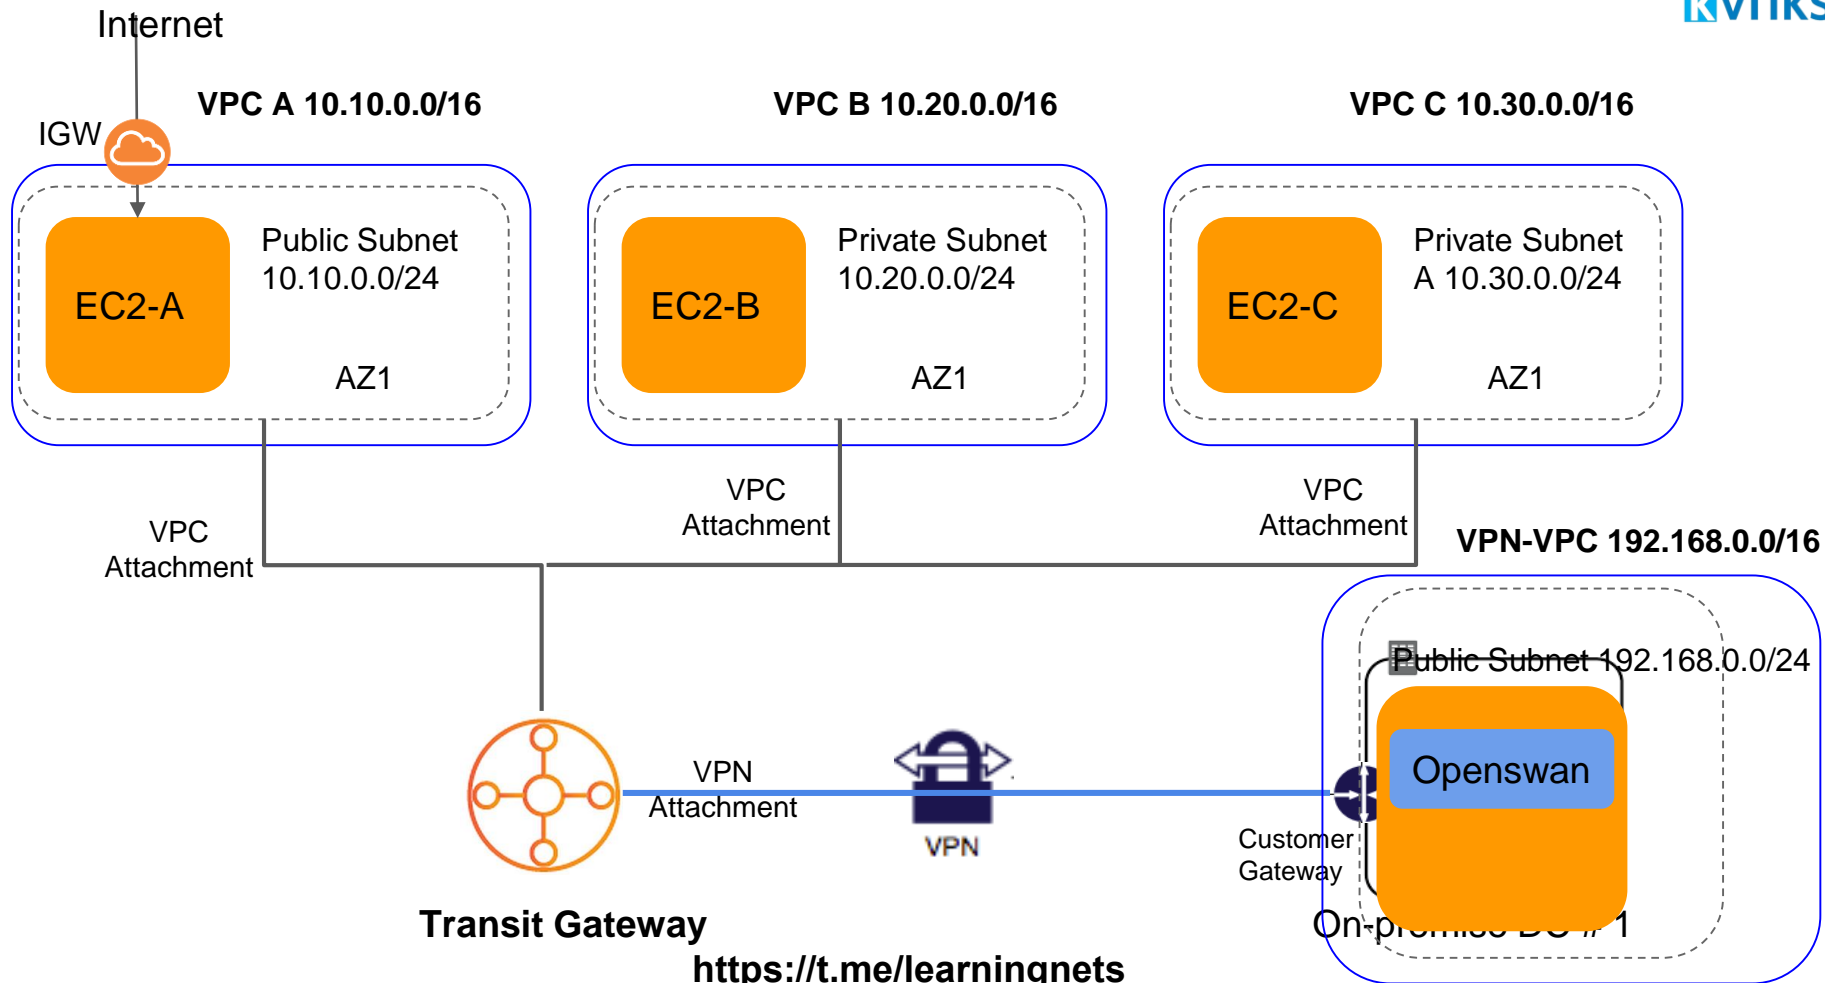 Internet
VPC A 10.10.0.0/16
VPC B 10.20.0.0/16
VPC C 10.30.0.0/16
IGW
EC2-A
Public Subnet
10.10.0.0/24
AZ1
EC2-B
Private Subnet
10.20.0.0/24
AZ1
EC2-C
Private Subnet
A 10.30.0.0/24
AZ1
VPC
Attachment
VPC
Attachment
VPC
Attachment
VPN-VPC 192.168.0.0/16
Public Subnet 192.168.0.0/24
Openswan
VPN
Attachment
VPN
Customer
Gateway
Transit Gateway
On-premise DC # 1
https://t.me/learningnets